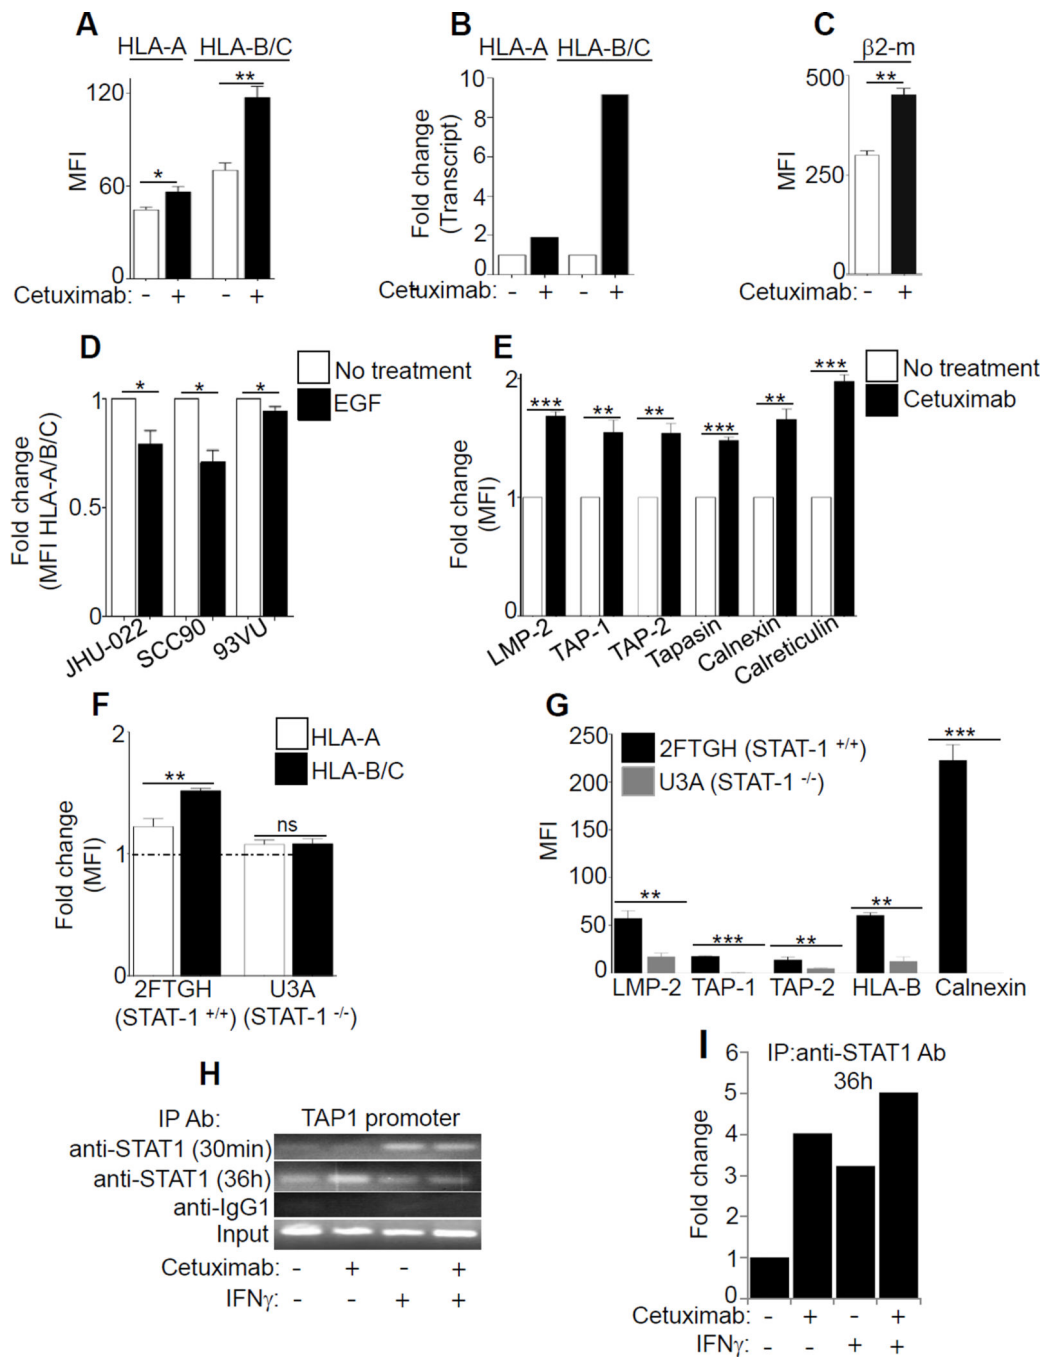 A
HLA-A HLA-B/C
MFI
120
60
0
* **
Cetuximab: - + - +
B
HLA-A HLA-B/C
Fold change
(Transcript)
10
8
6
4
2
0
Cetuximab: - + - +
C
β2-m
MFI
500
250
0
**
Cetuximab: - +
D
No treatment
EGF
Fold change
(MFI HLA-A/B/C)
1
0.5
0
* * *
JHU-022 SCC90 93VU
E
No treatment
Cetuximab
Fold change
(MFI)
2
1
0
*** ** ** *** ** ***
LMP-2 TAP-1 TAP-2 Tapasin Calnexin Calreticulin
F
HLA-A
HLA-B/C
Fold change
(MFI)
2
1
0
** ns
2FTGH U3A
(STAT-1 +/+) (STAT-1 -/-)
G
2FTGH (STAT-1 +/+)
U3A (STAT-1 -/-)
MFI
250
200
150
100
50
0
** *** ** ** ***
LMP-2 TAP-1 TAP-2 HLA-B Calnexin
H
IP Ab: TAP1 promoter
anti-STAT1 (30min)
anti-STAT1 (36h)
anti-IgG1
Input
Cetuximab: - + - +
IFNγ: - - + +
I
IP:anti-STAT1 Ab
36h
Fold change
6
5
4
3
2
1
0
Cetuximab: - + - +
IFNγ: - - + +